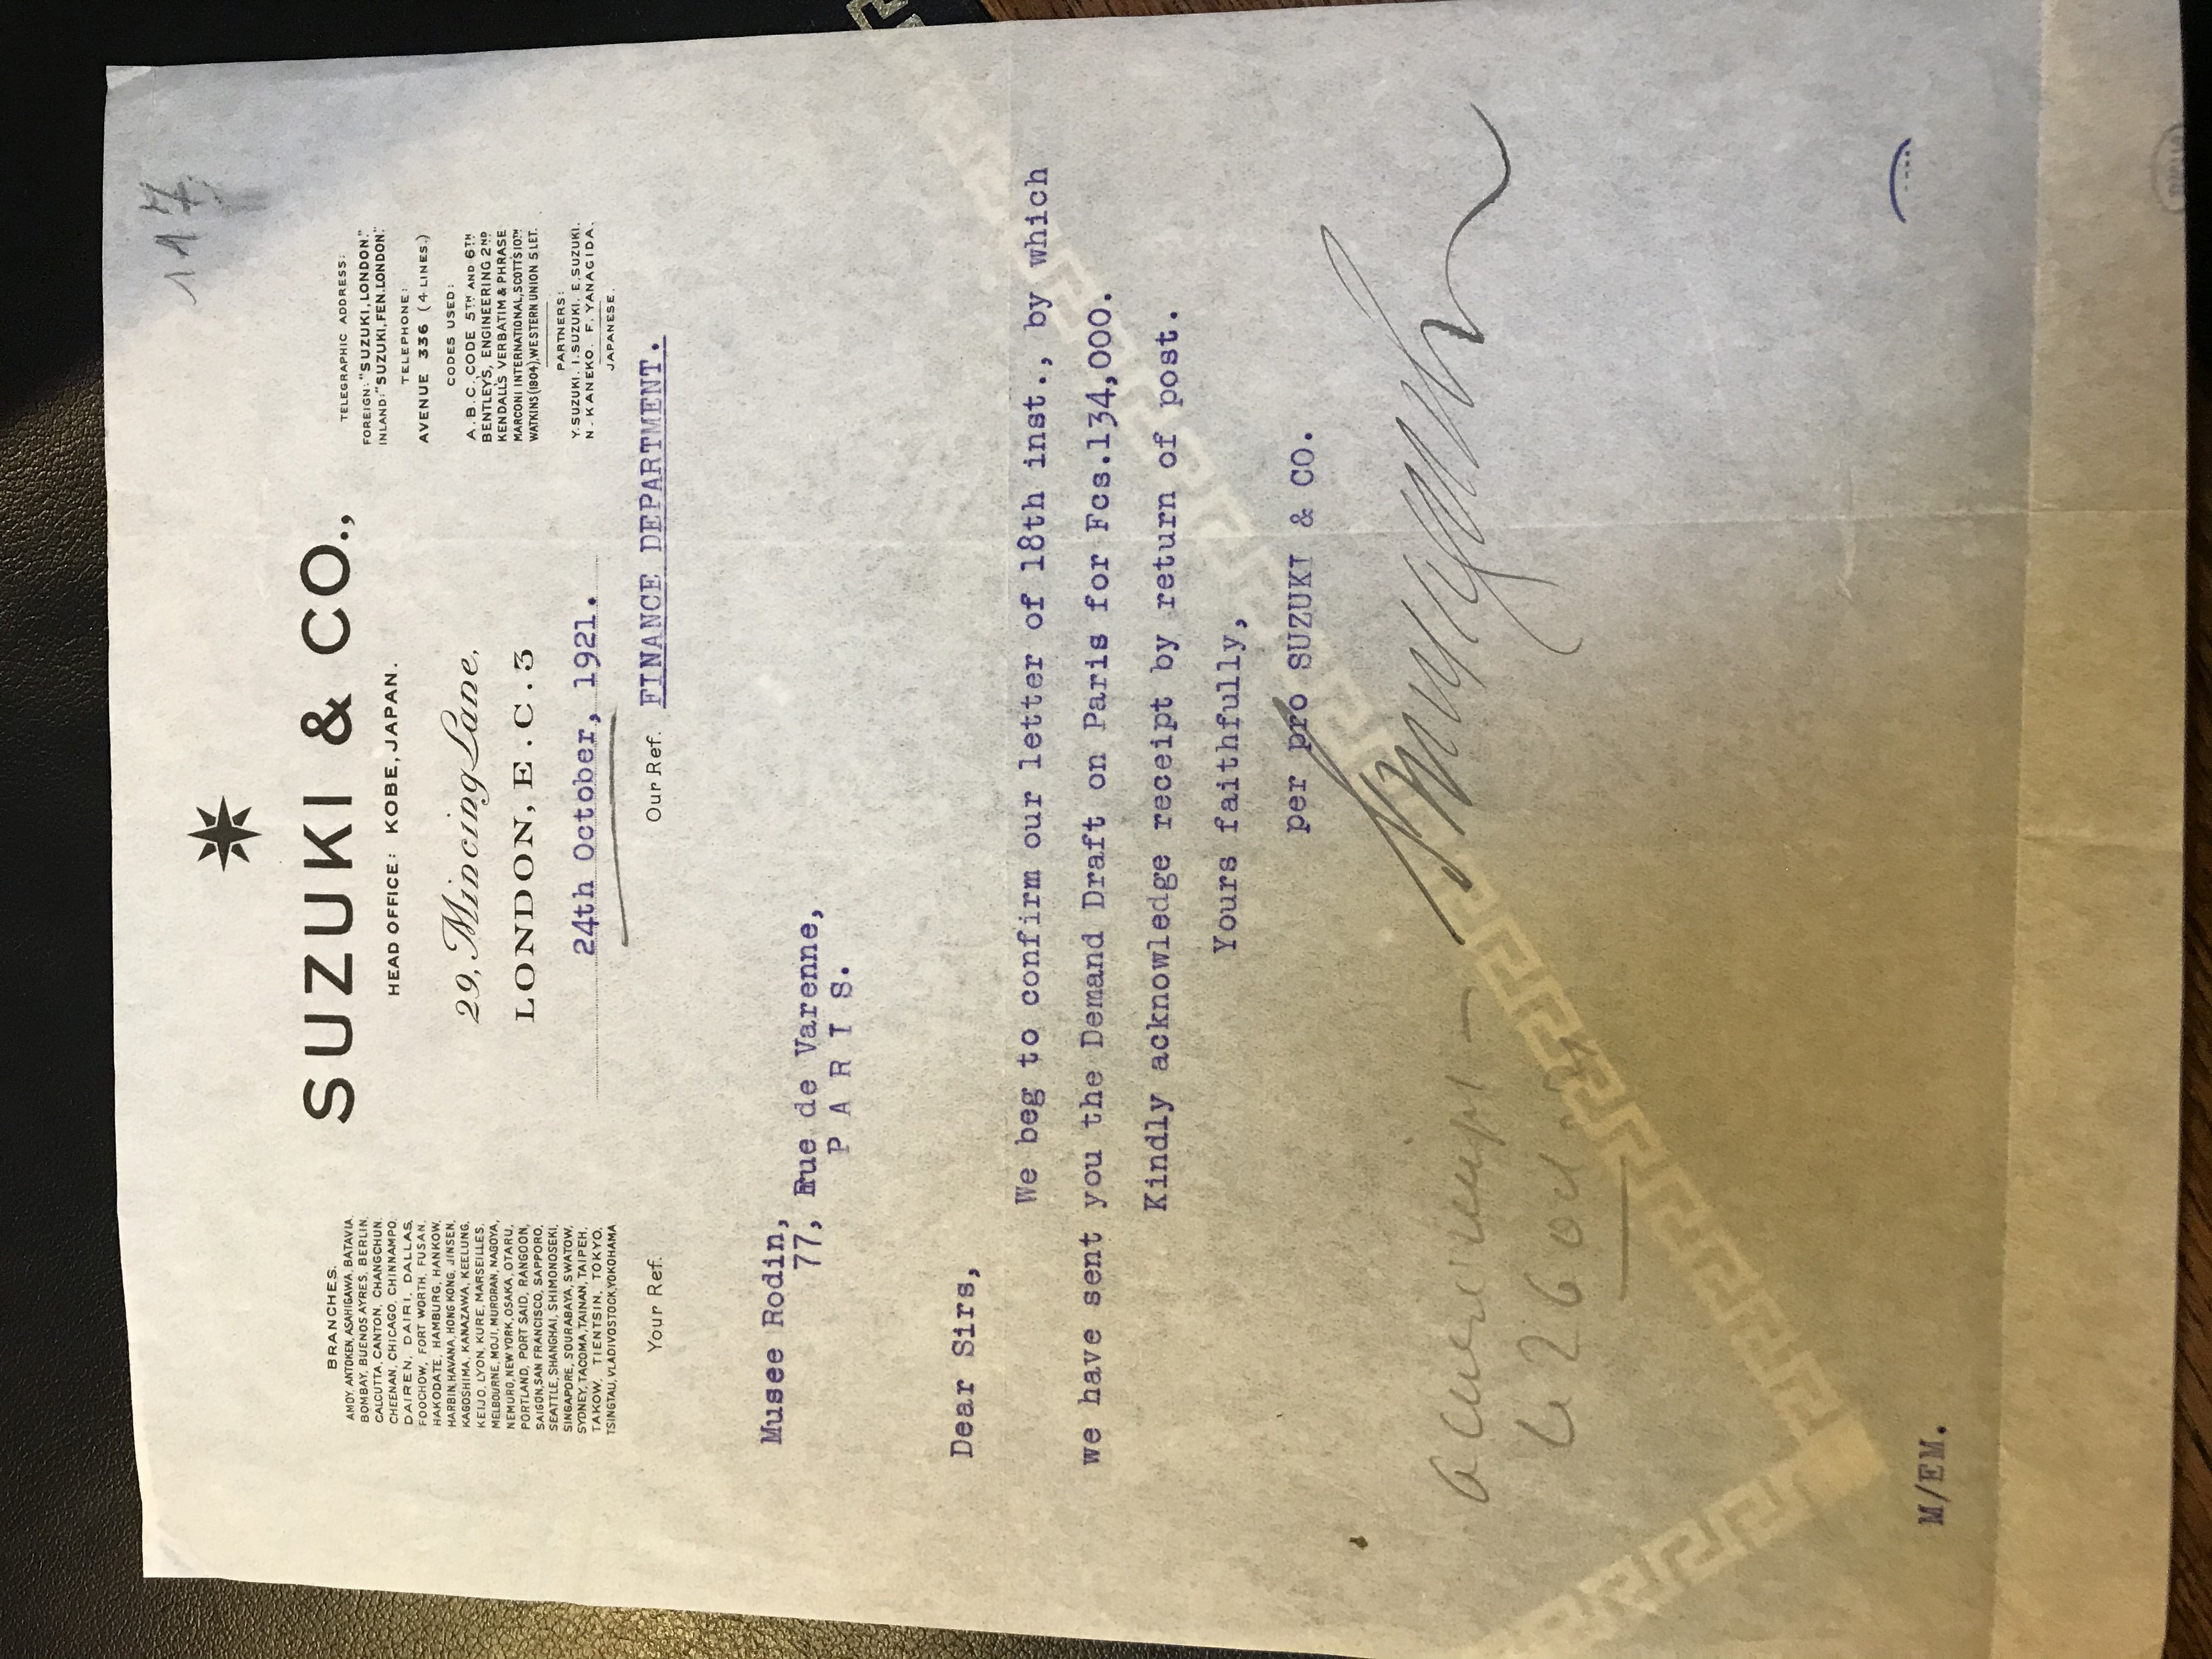 117
SUZUKI & CO.,
HEAD OFFICE: KOBE, JAPAN.
29, Mincing Lane,
LONDON, E.C.3
24th October, 1921.
BRANCHES.
AMOY, ANTOKEN, ASAHIGAWA, BATAVIA.
BOMBAY, BUENOS AYRES, BERLIN.
CALCUTTA, CANTON, CHANGCHUN.
CHEENAN, CHICAGO, CHINNAMPO.
DAIREN, DAIRI, DALLAS.
FOOCHOW, FORT WORTH, FUSAN.
HAKODATE, HAMBURG, HANKOW.
HARBIN, HAVANA, HONG KONG, JINSEN.
KAGOSHIMA, KANAZAWA, KEELUNG.
KEIJO, LYON, KURE, MARSEILLES.
MELBOURNE, MOJI, MURORAN, NAGOYA,
NEMURO, NEW YORK, OSAKA, OTARU.
PORTLAND, PORT SAID, RANGOON,
SAIGON, SAN FRANCISCO, SAPPORO,
SEATTLE, SHANGHAI, SHIMONOSEKI,
SINGAPORE, SOURABAYA, SWATOW,
SYDNEY, TACOMA, TAINAN, TAIPEH.
TAKOW, TIENTSIN, TOKYO,
TSINGTAU, VLADIVOSTOCK, YOKOHAMA
TELEGRAPHIC ADDRESS:
FOREIGN: "SUZUKI, LONDON."
INLAND: "SUZUKI, FEN, LONDON."
TELEPHONE:
AVENUE 336 (4 LINES.)
CODES USED:
A.B.C. CODE 5TH AND 6TH
BENTLEY'S, ENGINEERING 2ND
KENDALL'S VERBATIM & PHRASE
MARCONI INTERNATIONAL, SCOTT'S 10TH
WATKINS (1804), WESTERN UNION 5 LET.
PARTNERS:
Y. SUZUKI. I. SUZUKI. E. SUZUKI.
N. KANEKO. F. YANAGIDA.
JAPANESE.
Your Ref.
Our Ref. FINANCE DEPARTMENT.
Musee Rodin,
77, Rue de Varenne,
P A R I S.
Dear Sirs,
We beg to confirm our letter of 18th inst., by which
we have sent you the Demand Draft on Paris for Fcs.134,000.
Kindly acknowledge receipt by return of post.
Yours faithfully,
per pro SUZUKI & CO.
M/EM.